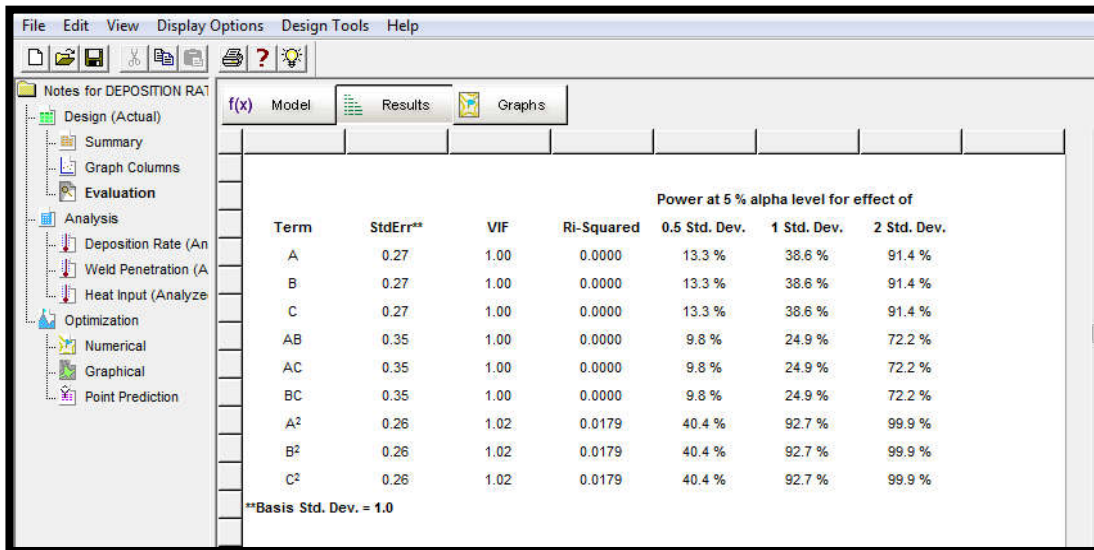 File Edit View Display Options Design Tools Help
Notes for DEPOSITION RAT
Design (Actual)
Summary
Graph Columns
Evaluation
Analysis
Deposition Rate (An
Weld Penetration (A
Heat Input (Analyze
Optimization
Numerical
Graphical
Point Prediction
f(x) Model Results Graphs
Power at 5 % alpha level for effect of
Term StdErr** VIF Ri-Squared 0.5 Std. Dev. 1 Std. Dev. 2 Std. Dev.
A 0.27 1.00 0.0000 13.3 % 38.6 % 91.4 %
B 0.27 1.00 0.0000 13.3 % 38.6 % 91.4 %
C 0.27 1.00 0.0000 13.3 % 38.6 % 91.4 %
AB 0.35 1.00 0.0000 9.8 % 24.9 % 72.2 %
AC 0.35 1.00 0.0000 9.8 % 24.9 % 72.2 %
BC 0.35 1.00 0.0000 9.8 % 24.9 % 72.2 %
A² 0.26 1.02 0.0179 40.4 % 92.7 % 99.9 %
B² 0.26 1.02 0.0179 40.4 % 92.7 % 99.9 %
C² 0.26 1.02 0.0179 40.4 % 92.7 % 99.9 %
**Basis Std. Dev. = 1.0